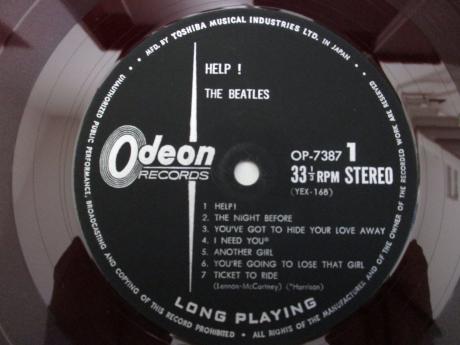 • MFD. BY TOSHIBA MUSICAL INDUSTRIES LTD. IN JAPAN •
HELP !
THE BEATLES
Odeon
RECORDS
OP-7387 1
33⅓ RPM STEREO
(YEX-168)
1 HELP!
2. THE NIGHT BEFORE
3. YOU'VE GOT TO HIDE YOUR LOVE AWAY
4. I NEED YOU*
5. ANOTHER GIRL
6. YOU'RE GOING TO LOSE THAT GIRL
7 TICKET TO RIDE
(Lennon-McCartney) (*Harrison)
LONG PLAYING
UNAUTHORIZED PUBLIC PERFORMANCE, BROADCASTING AND COPYING OF THIS RECORD PROHIBITED • ALL RIGHTS OF THE MANUFACTURER AND OF THE OWNER OF THE RECORDED WORK ARE RESERVED